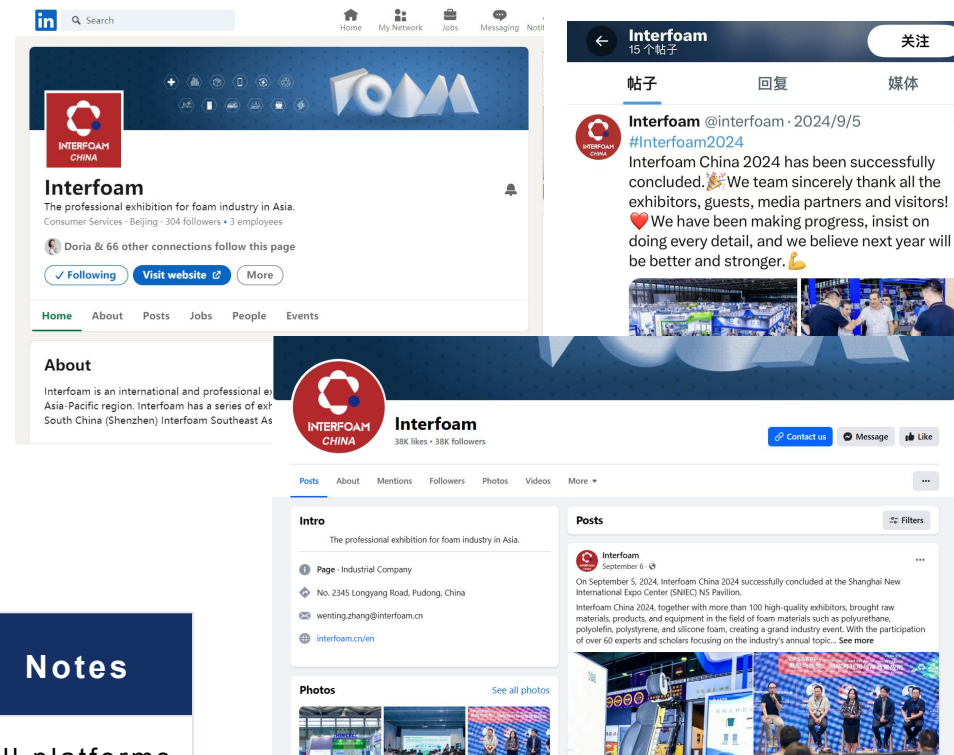 in
Search
Home
My Network
Jobs
Messaging
FOAM
INTERFOAM
CHINA
Interfoam
The professional exhibition for foam industry in Asia.
Consumer Services · Beijing · 304 followers • 3 employees
Doria & 66 other connections follow this page
✓ Following
Visit website
More
Home
About
Posts
Jobs
People
Events
About
Interfoam is an international and professional
Asia-Pacific region. Interfoam has a series of
South China (Shenzhen) Interfoam Southeast
Interfoam
15 个帖子
关注
帖子
回复
媒体
INTERFOAM
CHINA
Interfoam @interfoam · 2024/9/5
#Interfoam2024
Interfoam China 2024 has been successfully
concluded.🎉We team sincerely thank all the
exhibitors, guests, media partners and visitors!
❤️We have been making progress, insist on
doing every detail, and we believe next year will
be better and stronger.💪
INTERFOAM
CHINA
Interfoam
38K likes • 38K followers
Contact us
Message
Like
Posts
About
Mentions
Followers
Photos
Videos
More
...
Intro
The professional exhibition for foam industry in Asia.
Page · Industrial Company
No. 2345 Longyang Road, Pudong, China
wenting.zhang@interfoam.cn
interfoam.cn/en
Photos
See all photos
Posts
Filters
Interfoam
September 6 ·
...
On September 5, 2024, Interfoam China 2024 successfully concluded at the Shanghai New
International Expo Center (SNIEC) N5 Pavilion.
Interfoam China 2024, together with more than 100 high-quality exhibitors, brought raw
materials, products, and equipment in the field of foam materials such as polyurethane,
polyolefin, polystyrene, and silicone foam, creating a grand industry event. With the participation
of over 60 experts and scholars focusing on the industry's annual topic... See more
Notes
platforms